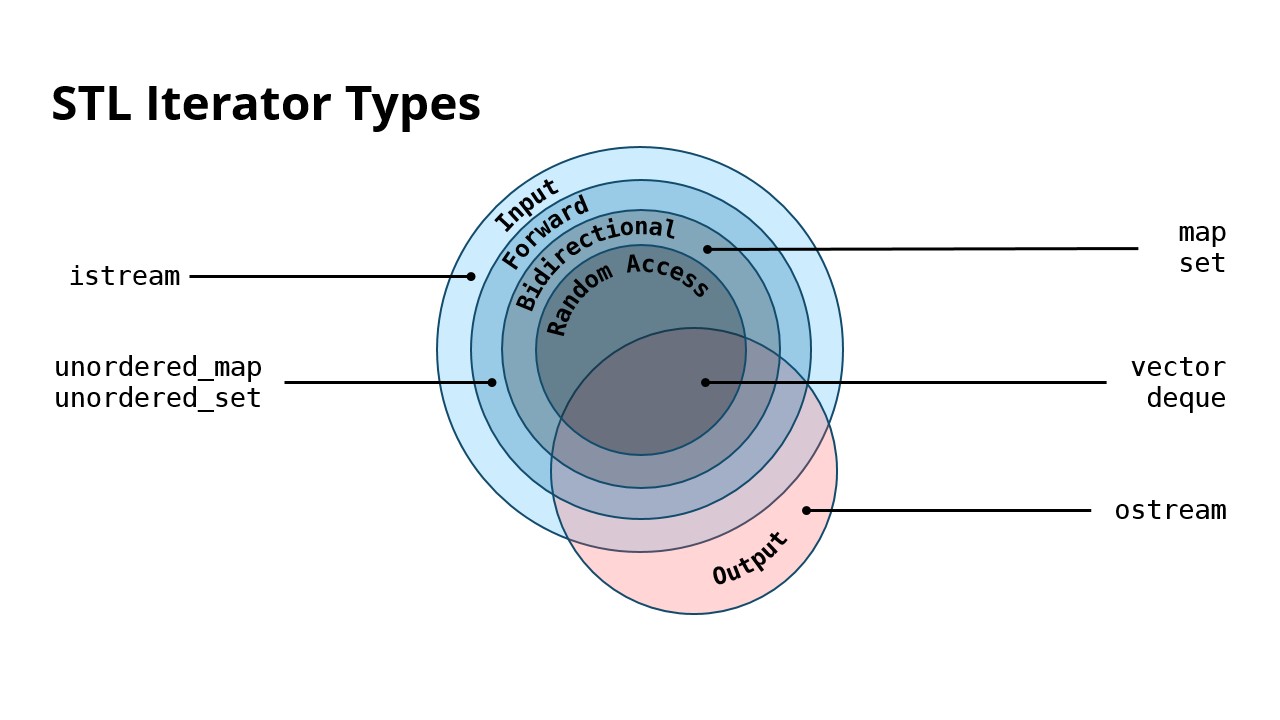 STL Iterator Types
Input
Forward
Bidirectional
Random Access
istream
map
set
unordered_map
unordered_set
vector
deque
ostream
Output